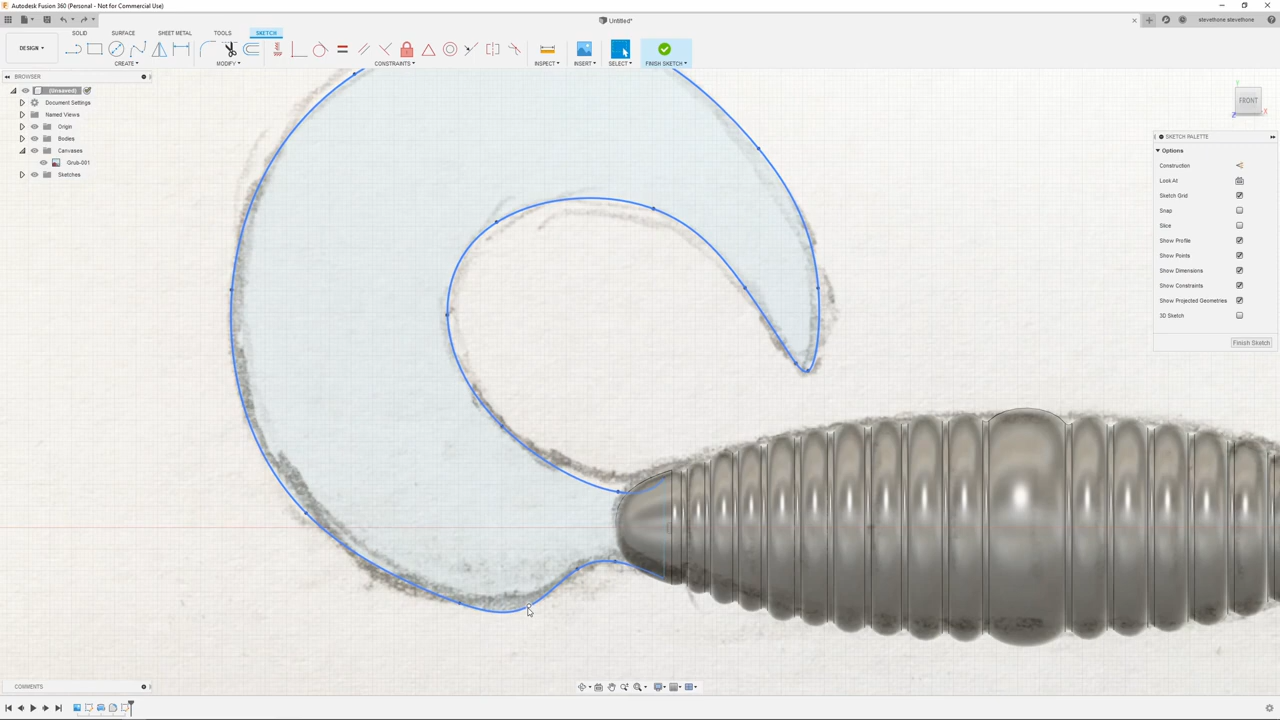 Autodesk Fusion 360 (Personal - Not for Commercial Use)
Untitled*
stevethone stevethone
SOLID SURFACE SHEET METAL TOOLS SKETCH
DESIGN
CREATE MODIFY CONSTRAINTS INSPECT INSERT SELECT FINISH SKETCH
BROWSER
(Unsaved)
Document Settings
Named Views
Origin
Bodies
Canvases
Grub-001
Sketches
FRONT
Y
X
Z
SKETCH PALETTE
Options
Construction
Look At
Sketch Grid
Snap
Slice
Show Profile
Show Points
Show Dimensions
Show Constraints
Show Projected Geometries
3D Sketch
Finish Sketch
COMMENTS